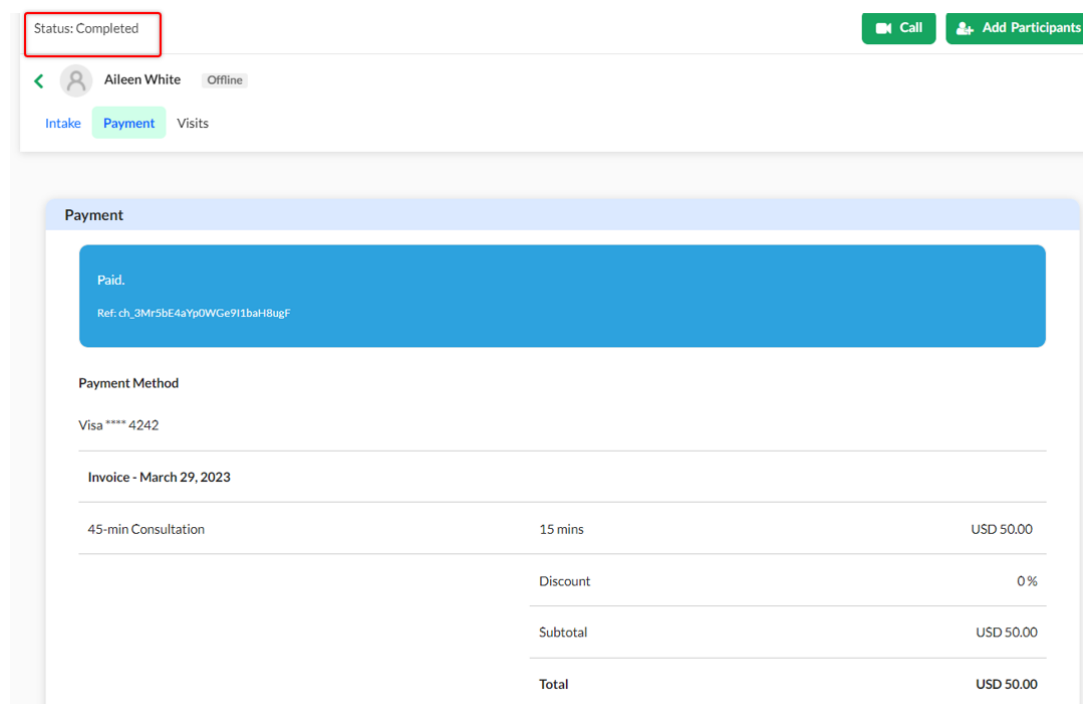 Status: Completed
Call
Add Participants
Aileen White Offline
Intake Payment Visits
Payment
Paid.
Ref: ch_3Mr5bE4aYp0WGe9I1baH8ugF
Payment Method
Visa **** 4242
Invoice - March 29, 2023
45-min Consultation 15 mins USD 50.00
Discount 0 %
Subtotal USD 50.00
Total USD 50.00